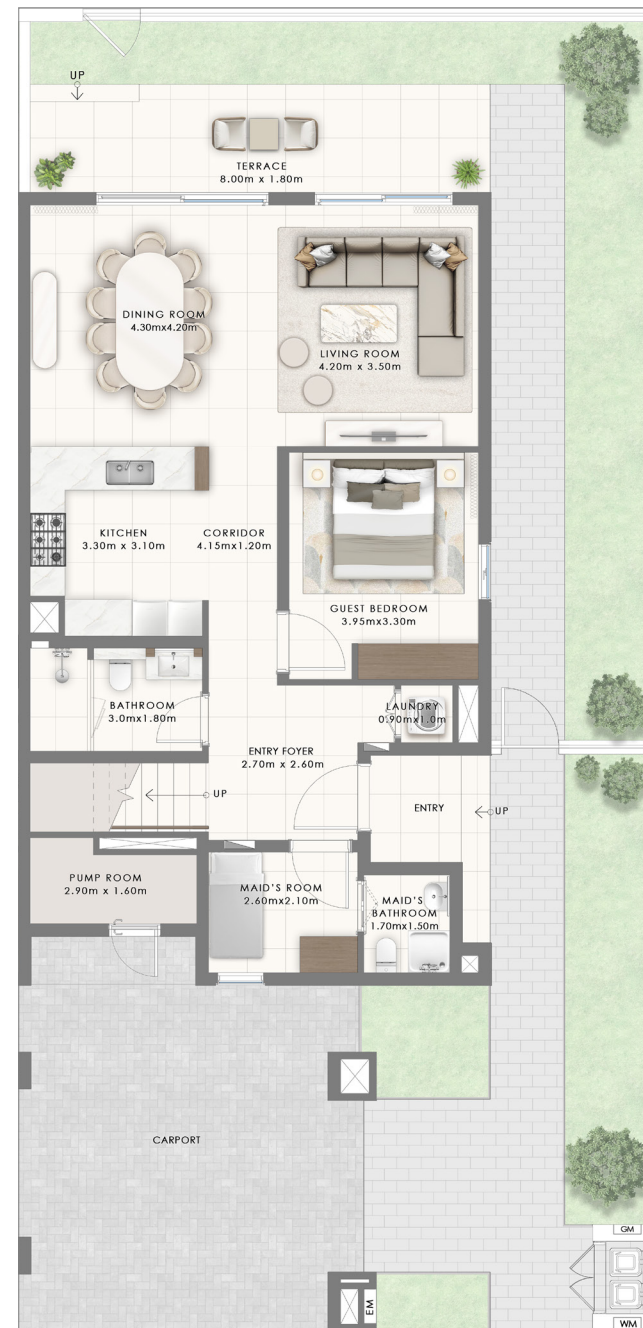 UP
TERRACE
8.00m x 1.80m
DINING ROOM
4.30mx4.20m
LIVING ROOM
4.20m x 3.50m
KITCHEN
3.30m x 3.10m
CORRIDOR
4.15mx1.20m
GUEST BEDROOM
3.95mx3.30m
BATHROOM
3.0mx1.80m
LAUNDRY
0.90mx1.0m
ENTRY FOYER
2.70m x 2.60m
UP
ENTRY
UP
PUMP ROOM
2.90m x 1.60m
MAID'S ROOM
2.60mx2.10m
MAID'S
BATHROOM
1.70mx1.50m
CARPORT
GM
EM
WM